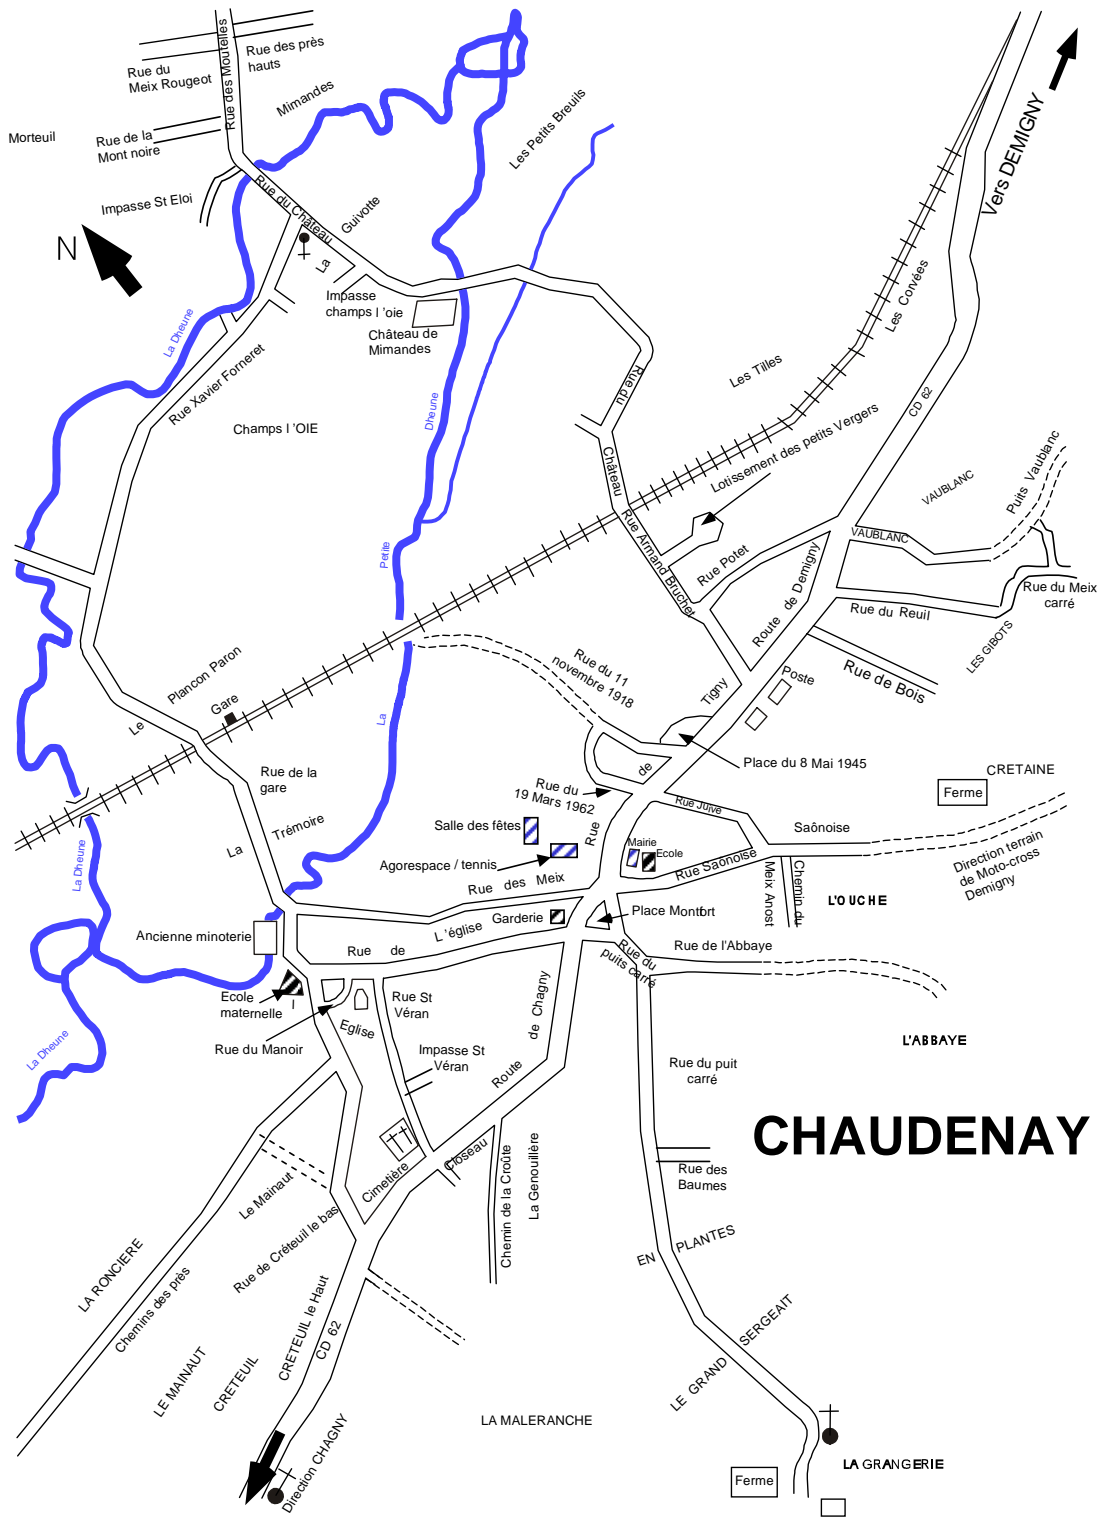 Rue des Moutelles
Rue des près
hauts
Rue du
Meix Rougeot
Mimandes
Morteuil
Rue de la
Mont noire
Les Petits Breuils
Vers DEMIGNY
Impasse St Eloi
Rue du Château
La Guivotte
N
Impasse
champs l 'oie
Château de
Mimandes
La Dheune
Rue Xavier Forneret
Champs l 'OIE
Les Corvées
Les Tilles
Rue du
Château
CD 62
Lotissement des petits Vergers
Petite Dheune
VAUBLANC
Puits Vaublanc
Rue Armand Bruchet
Rue Potet
Route de Demigny
VAUBLANC
Rue du Meix
carré
Rue du Reuil
LES GIBOTS
Rue de Bois
Le Plancon Paron
Gare
La
Rue du 11
novembre 1918
Poste
Place du 8 Mai 1945
Rue de Tigny
Rue de la
gare
La Trémoire
Rue du
19 Mars 1962
Rue Juive
CRETAINE
Ferme
Saônoise
Salle des fêtes
Agorespace / tennis
Mairie
Ecole
Rue Saonoise
Direction terrain
de Moto-cross
Demigny
La Dheune
Rue des Meix
Meix Anost
Chemin du
L'OUCHE
Garderie
Place Montfort
Ancienne minoterie
Rue de L 'église
Rue du
puits carré
Rue de l'Abbaye
Ecole
maternelle
Rue St
Véran
Eglise
Rue du Manoir
Route de Chagny
L'ABBAYE
La Dheune
Impasse St
Véran
Rue du puit
carré
CHAUDENAY
Closeau
Cimetière
Chemin de la Croûte
La Genouillère
Rue des
Baumes
Le Mainaut
Rue de Créteuil le bas
EN PLANTES
LA RONCIERE
Chemins des près
LE MAINAUT
CRETEUIL
CRETEUIL le Haut
CD 62
LE GRAND SERGEAIT
LA MALERANCHE
Direction CHAGNY
LA GRANGERIE
Ferme